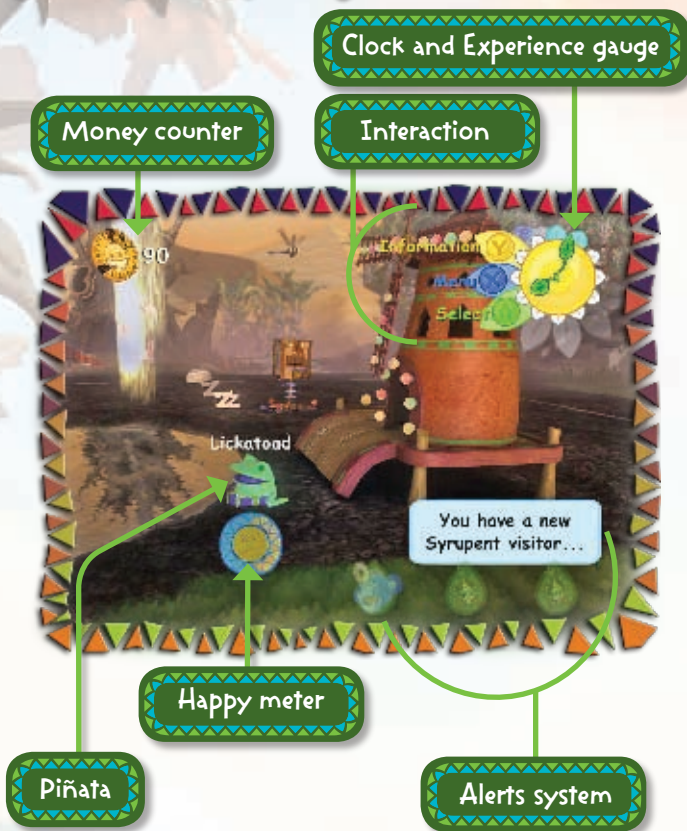 Clock and Experience gauge
Money counter
Interaction
90
Information Y
Menu X
Select
zZZ
Lickatoad
You have a new
Syrupent visitor...
Happy meter
Piñata
Alerts system